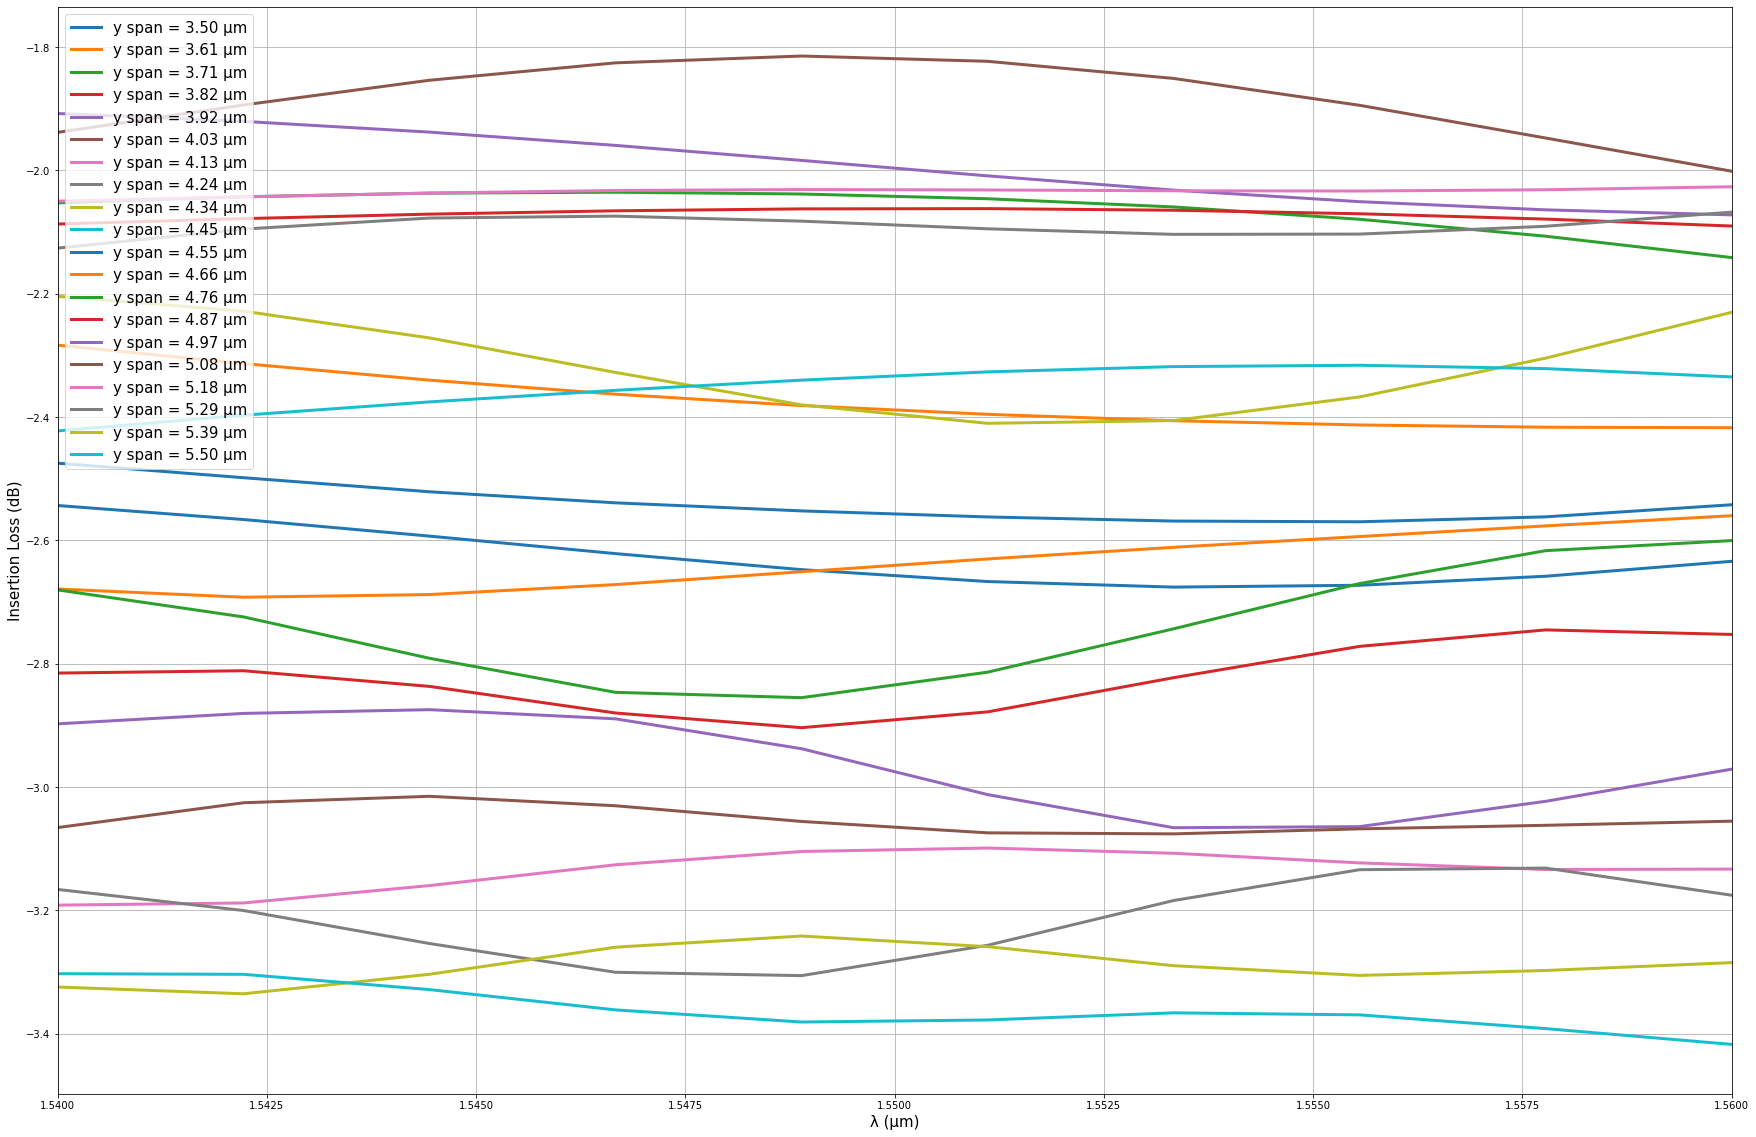 y span = 3.50 μm
y span = 3.61 μm
y span = 3.71 μm
y span = 3.82 μm
y span = 3.92 μm
y span = 4.03 μm
y span = 4.13 μm
y span = 4.24 μm
y span = 4.34 μm
y span = 4.45 μm
y span = 4.55 μm
y span = 4.66 μm
y span = 4.76 μm
y span = 4.87 μm
y span = 4.97 μm
y span = 5.08 μm
y span = 5.18 μm
y span = 5.29 μm
y span = 5.39 μm
y span = 5.50 μm
−1.8
−2.0
−2.2
−2.4
−2.6
−2.8
−3.0
−3.2
−3.4
Insertion Loss (dB)
1.5400 1.5425 1.5450 1.5475 1.5500 1.5525 1.5550 1.5575 1.5600
λ (μm)